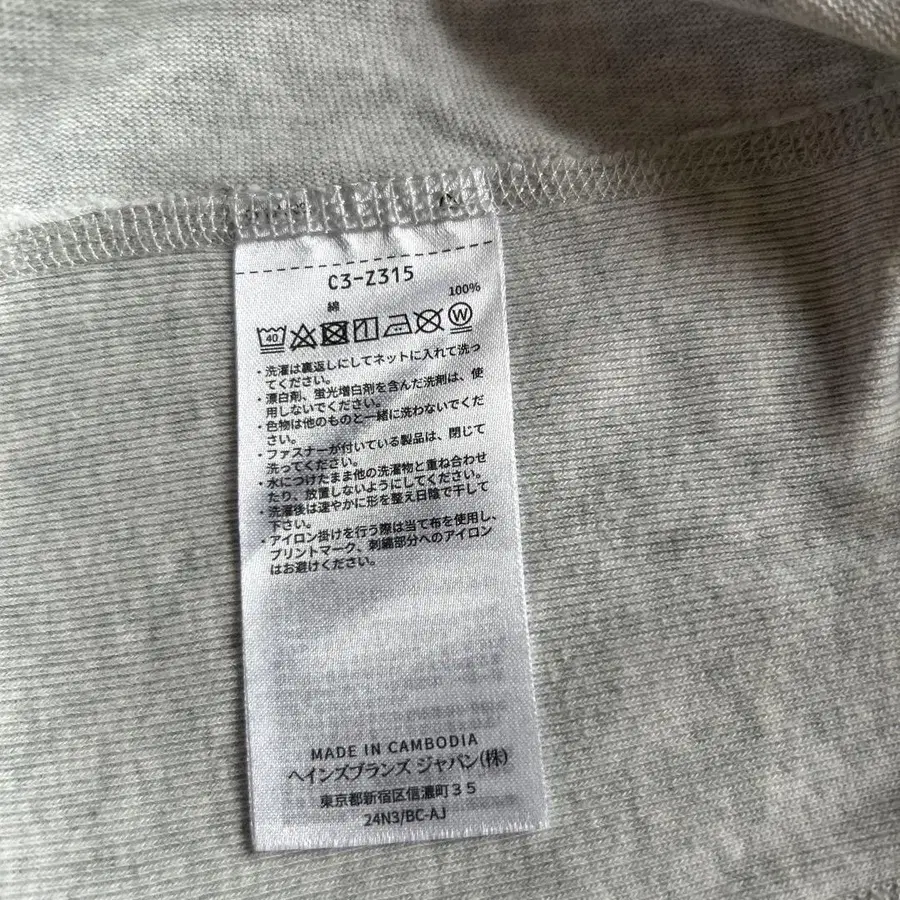 C3-Z315
綿 100%
40 W
・洗濯は裏返しにしてネットに入れて洗っ
てください。
・漂白剤、蛍光増白剤を含んだ洗剤は、使
用しないでください。
・色物は他のものと一緒に洗わないでくだ
さい。
・ファスナーが付いている製品は、閉じて
洗ってください。
・水につけたまま他の洗濯物と重ね合わせ
たり、放置しないようにしてください。
・洗濯後は速やかに形を整え日陰で干して
下さい。
・アイロン掛けを行う際は当て布を使用し、
プリントマーク、刺繍部分へのアイロン
はお避けください。
MADE IN CAMBODIA
ヘインズブランズ ジャパン(株)
東京都新宿区信濃町35
24N3/BC-AJ